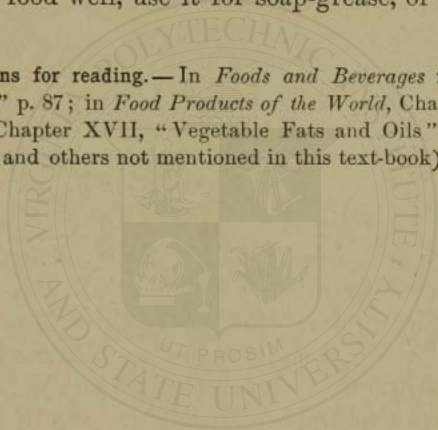 food well, use it for soap-grease, or
ns for reading.— In Foods and Beverages
" p. 87; in Food Products of the World, Cha
Chapter XVII, "Vegetable Fats and Oils"
and others not mentioned in this text-book)
VIRGINIA POLYTECHNIC INSTITUTE
AND STATE UNIVERSITY
UT PROSIM